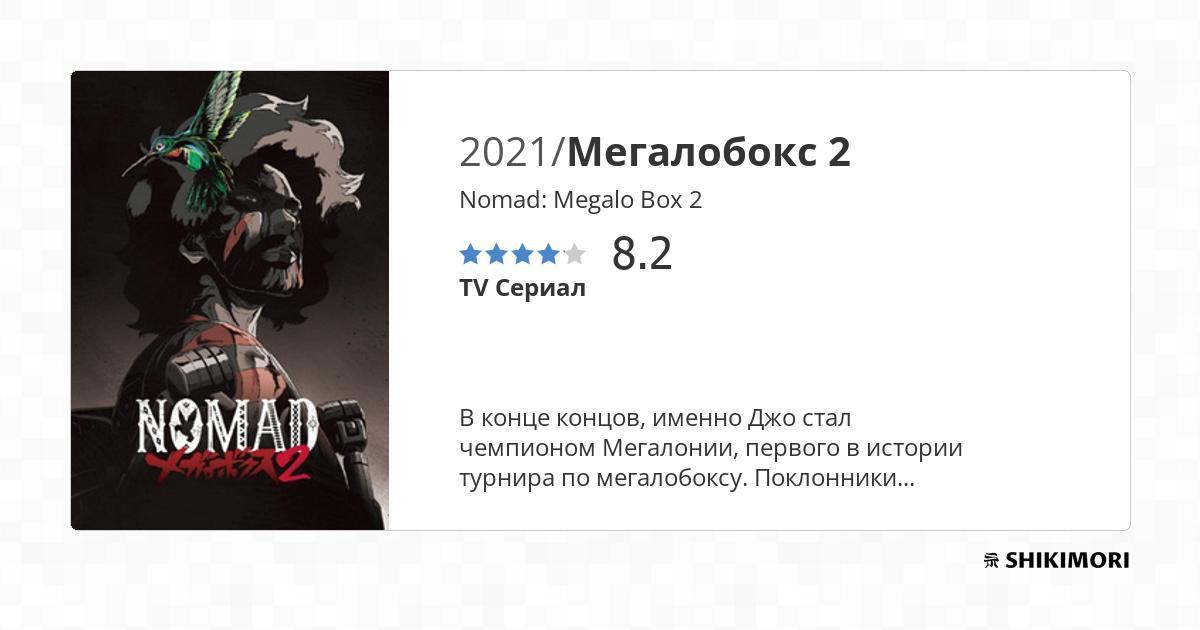 NOMAD
メガロボクス2
2021/Мегалобокс 2
Nomad: Megalo Box 2
8.2
TV Сериал
В конце концов, именно Джо стал
чемпионом Мегалонии, первого в истории
турнира по мегалобоксу. Поклонники...
SHIKIMORI